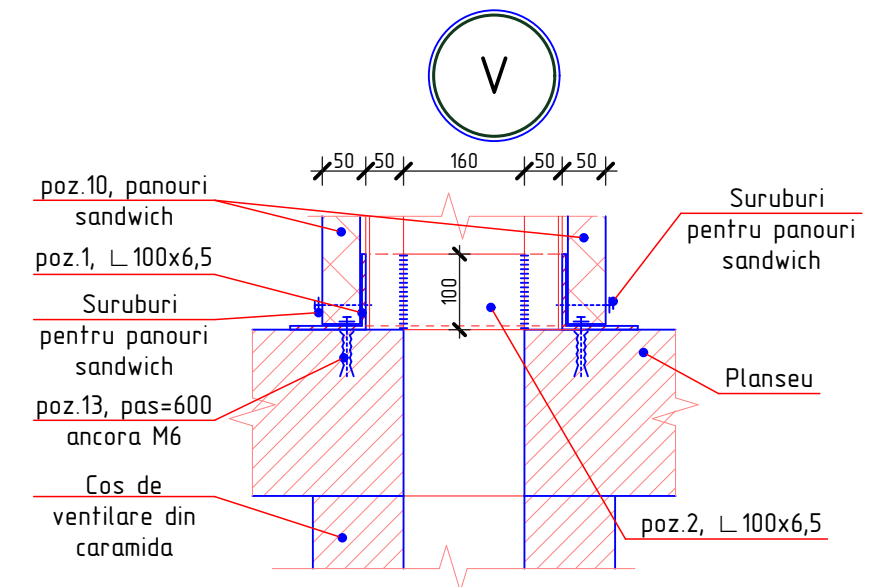 V
50
50
160
50
50
poz.10, panouri
sandwich
poz.1, ∟100x6,5
Suruburi
pentru panouri
sandwich
poz.13, pas=600
ancora M6
Cos de
ventilare din
caramida
100
Suruburi
pentru panouri
sandwich
Planseu
poz.2, ∟100x6,5